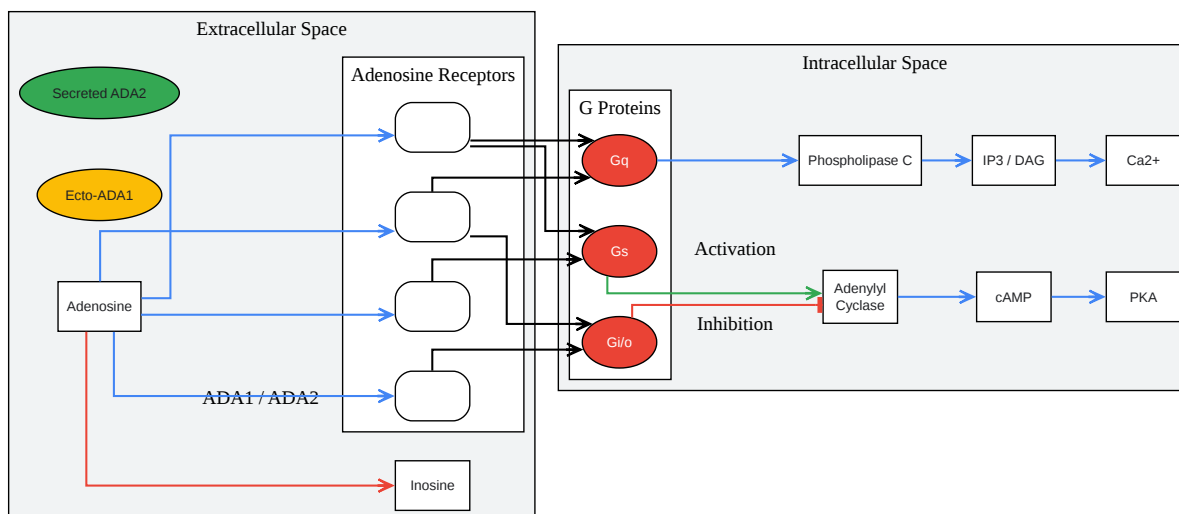 Extracellular Space
Secreted ADA2
Ecto-ADA1
Adenosine
ADA1 / ADA2
Inosine
Adenosine Receptors
Intracellular Space
G Proteins
Gq
Gs
Gi/o
Phospholipase C
IP3 / DAG
Ca2+
Activation
Inhibition
Adenylyl
Cyclase
cAMP
PKA